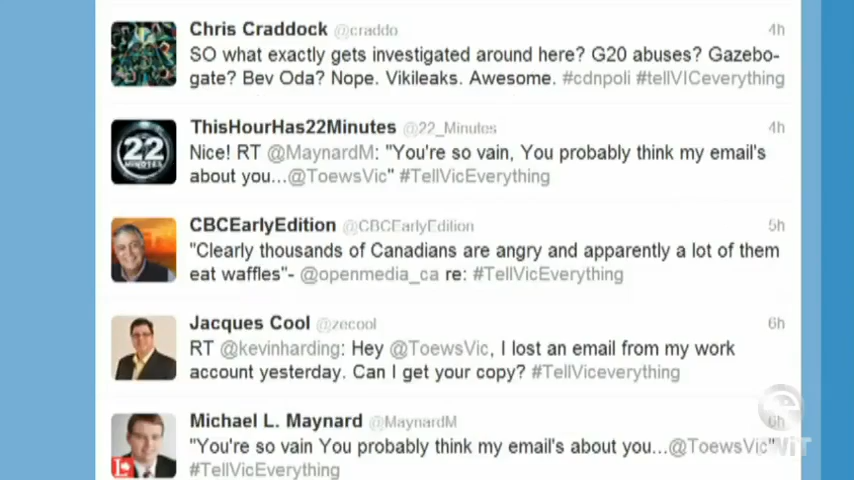 Chris Craddock @craddo 4h
SO what exactly gets investigated around here? G20 abuses? Gazebo-
gate? Bev Oda? Nope. Vikileaks. Awesome. #cdnpoli #tellVICeverything
ThisHourHas22Minutes @22_Minutes 4h
22
MINUTES
Nice! RT @MaynardM: "You're so vain, You probably think my email's
about you...@ToewsVic" #TellVicEverything
CBCEarlyEdition @CBCEarlyEdition 5h
"Clearly thousands of Canadians are angry and apparently a lot of them
eat waffles"- @openmedia_ca re: #TellVicEverything
Jacques Cool @zecool 6h
RT @kevinharding: Hey @ToewsVic, I lost an email from my work
account yesterday. Can I get your copy? #TellViceverything
Michael L. Maynard @MaynardM 6h
"You're so vain You probably think my email's about you...@ToewsVic"
#TellVicEverything
L
TWiT